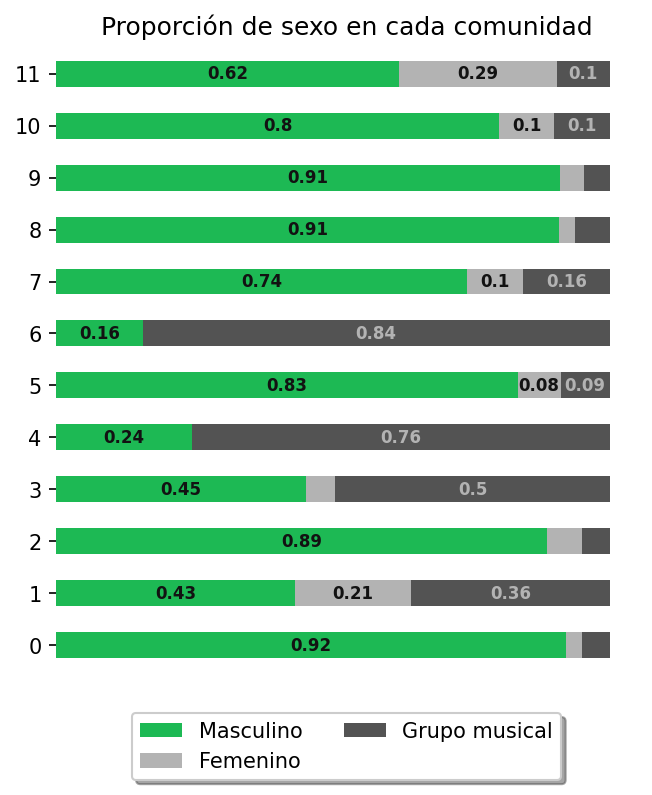 Proporción de sexo en cada comunidad
11 0.62 0.29 0.1
10 0.8 0.1 0.1
9 0.91
8 0.91
7 0.74 0.1 0.16
6 0.16 0.84
5 0.83 0.08 0.09
4 0.24 0.76
3 0.45 0.5
2 0.89
1 0.43 0.21 0.36
0 0.92
Masculino Grupo musical
Femenino